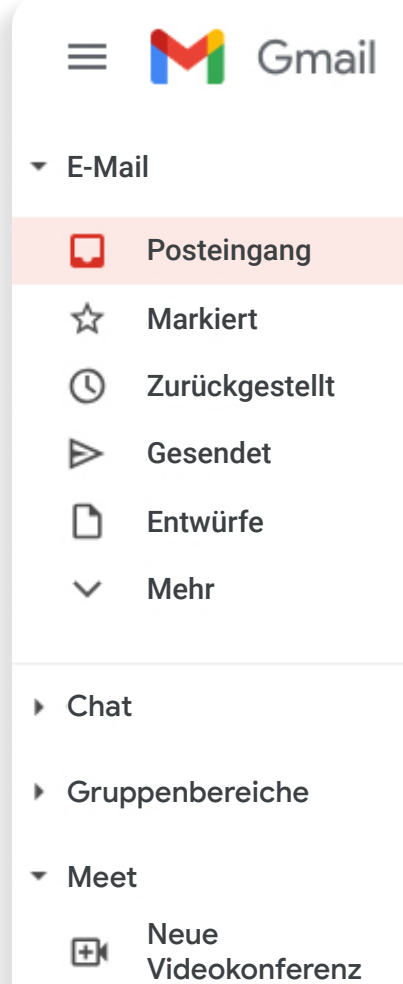 Gmail
E-Mail
Posteingang
Markiert
Zurückgestellt
Gesendet
Entwürfe
Mehr
Chat
Gruppenbereiche
Meet
Neue
Videokonferenz